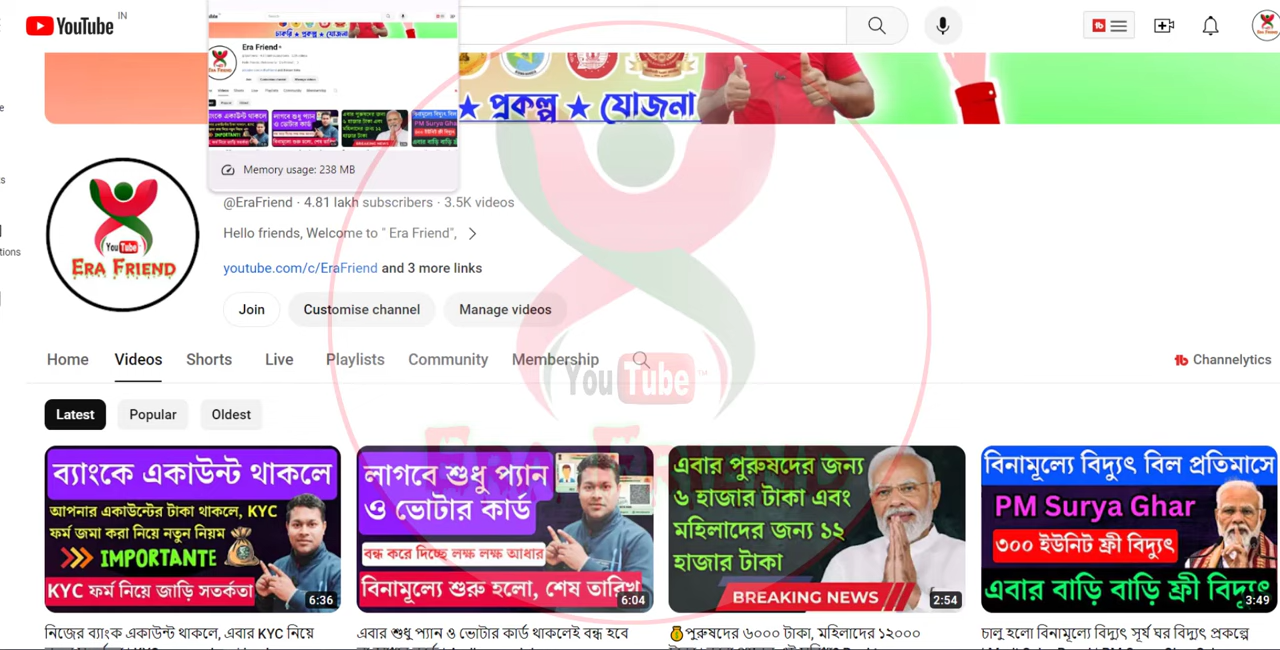 YouTube IN
Era Friend
Memory usage: 238 MB
★ প্রকল্প ★ যোজনা
@EraFriend · 4.81 lakh subscribers · 3.5K videos
Hello friends, Welcome to " Era Friend",
youtube.com/c/EraFriend and 3 more links
Join Customise channel Manage videos
YouTube
ERA FRIEND
Home Videos Shorts Live Playlists Community Membership Channelytics
YouTube™
ERA FRIEND
Latest Popular Oldest
ব্যাংকে একাউন্ট থাকলে
আপনার একাউন্টের টাকা থাকলে, KYC
ফর্ম জমা করা নিয়ে নতুন নিয়ম
IMPORTANTE
KYC ফর্ম নিয়ে জাড়ি সতর্কতা
6:36
লাগবে শুধু প্যান
ও ভোটার কার্ড
বন্ধ করে দিচ্ছে লক্ষ লক্ষ আধার
বিনামূল্যে শুরু হলো, শেষ তারিখ
6:04
এবার পুরুষদের জন্য
৬ হাজার টাকা এবং
মহিলাদের জন্য ১২
হাজার টাকা
BREAKING NEWS
2:54
বিনামূল্যে বিদ্যুৎ বিল প্রতিমাসে
PM Surya Ghar
৩০০ ইউনিট ফ্রী বিদ্যুৎ
এবার বাড়ি বাড়ি ফ্রী বিদ্যুৎ
3:49
নিজের ব্যাংক একাউন্ট থাকলে, এবার KYC নিয়ে
এবার শুধু প্যান ও ভোটার কার্ড থাকলেই বন্ধ হবে
💰পুরুষদের ৬০০০ টাকা, মহিলাদের ১২০০০
চালু হলো বিনামূল্যে বিদ্যুৎ সূর্য ঘর বিদ্যুৎ প্রকল্পে